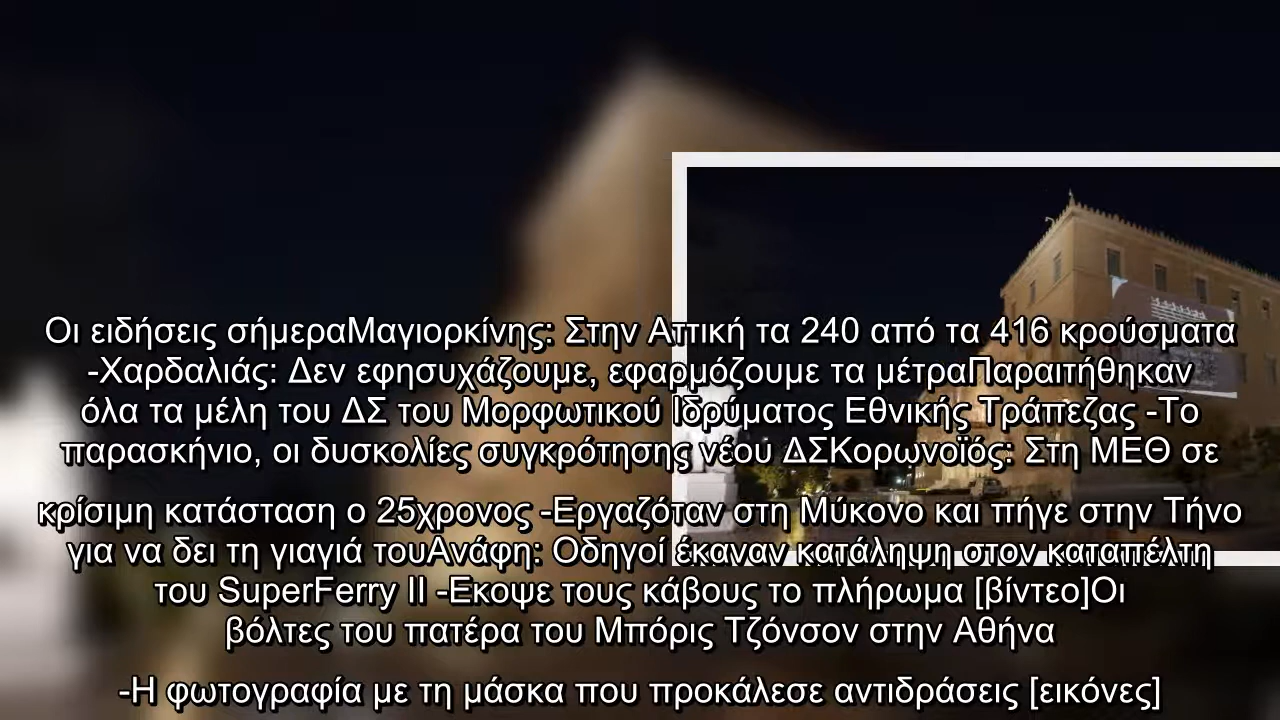 Οι ειδήσεις σήμεραΜαγιορκίνης: Στην Αττική τα 240 από τα 416 κρούσματα
-Χαρδαλιάς: Δεν εφησυχάζουμε, εφαρμόζουμε τα μέτραΠαραιτήθηκαν
όλα τα μέλη του ΔΣ του Μορφωτικού Ιδρύματος Εθνικής Τράπεζας -Το
παρασκήνιο, οι δυσκολίες συγκρότησης νέου ΔΣΚορωνοϊός: Στη ΜΕΘ σε
κρίσιμη κατάσταση ο 25χρονος -Εργαζόταν στη Μύκονο και πήγε στην Τήνο
για να δει τη γιαγιά τουΑνάφη: Οδηγοί έκαναν κατάληψη στον καταπέλτη
του SuperFerry II -Εκοψε τους κάβους το πλήρωμα [βίντεο]Οι
βόλτες του πατέρα του Μπόρις Τζόνσον στην Αθήνα
-Η φωτογραφία με τη μάσκα που προκάλεσε αντιδράσεις [εικόνες]